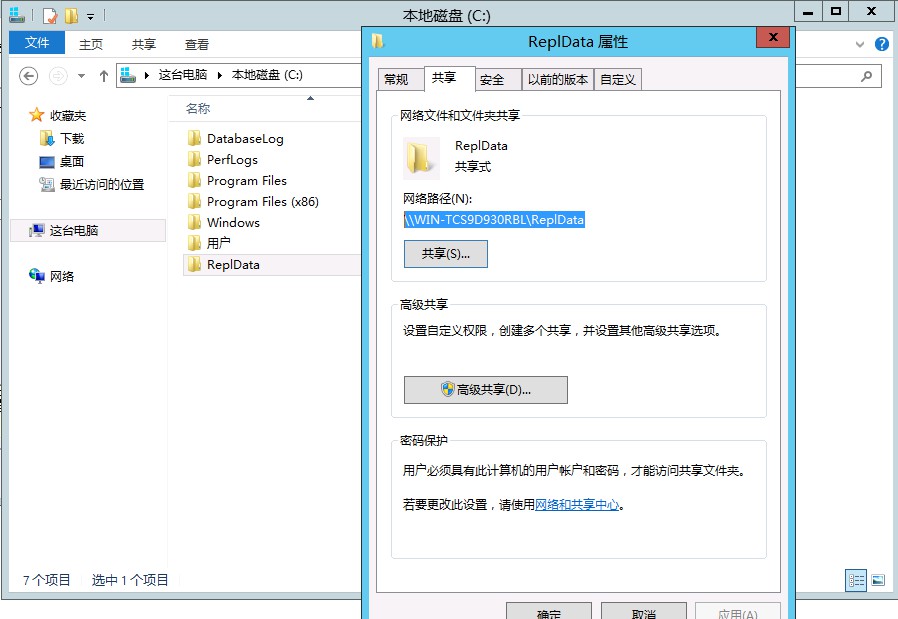 本地磁盘 (C:)
文件
主页
共享
查看
这台电脑
本地磁盘 (C:)
收藏夹
下载
桌面
最近访问的位置
这台电脑
网络
名称
DatabaseLog
PerfLogs
Program Files
Program Files (x86)
Windows
用户
ReplData
7 个项目
选中 1 个项目
ReplData 属性
常规
共享
安全
以前的版本
自定义
网络文件和文件夹共享
ReplData
共享式
网络路径(N):
\\WIN-TCS9D930RBL\ReplData
共享(S)...
高级共享
设置自定义权限，创建多个共享，并设置其他高级共享选项。
高级共享(D)...
密码保护
用户必须具有此计算机的用户帐户和密码，才能访问共享文件夹。
若要更改此设置，请使用网络和共享中心。
确定
取消
应用(A)